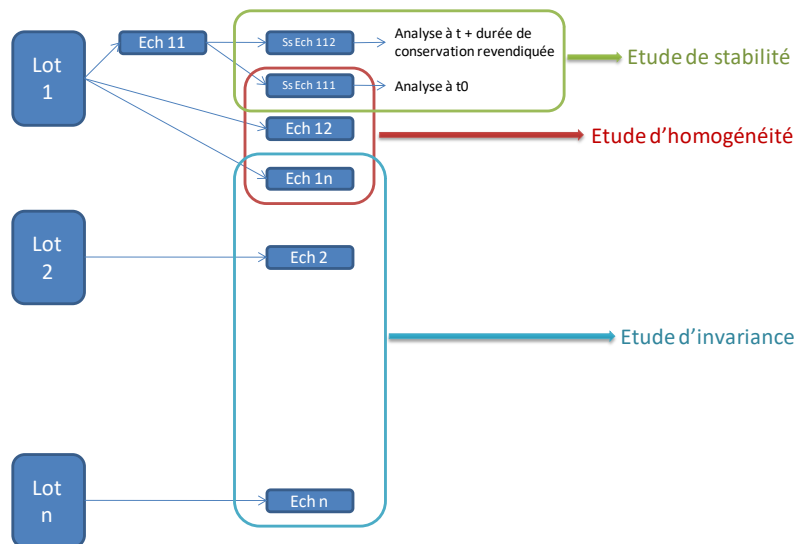 Lot
1
Ech 11
Ss Ech 112
Analyse à t + durée de
conservation revendiquée
Etude de stabilité
Ss Ech 111
Analyse à t0
Ech 12
Etude d'homogénéité
Ech 1n
Lot
2
Ech 2
Etude d'invariance
Lot
n
Ech n